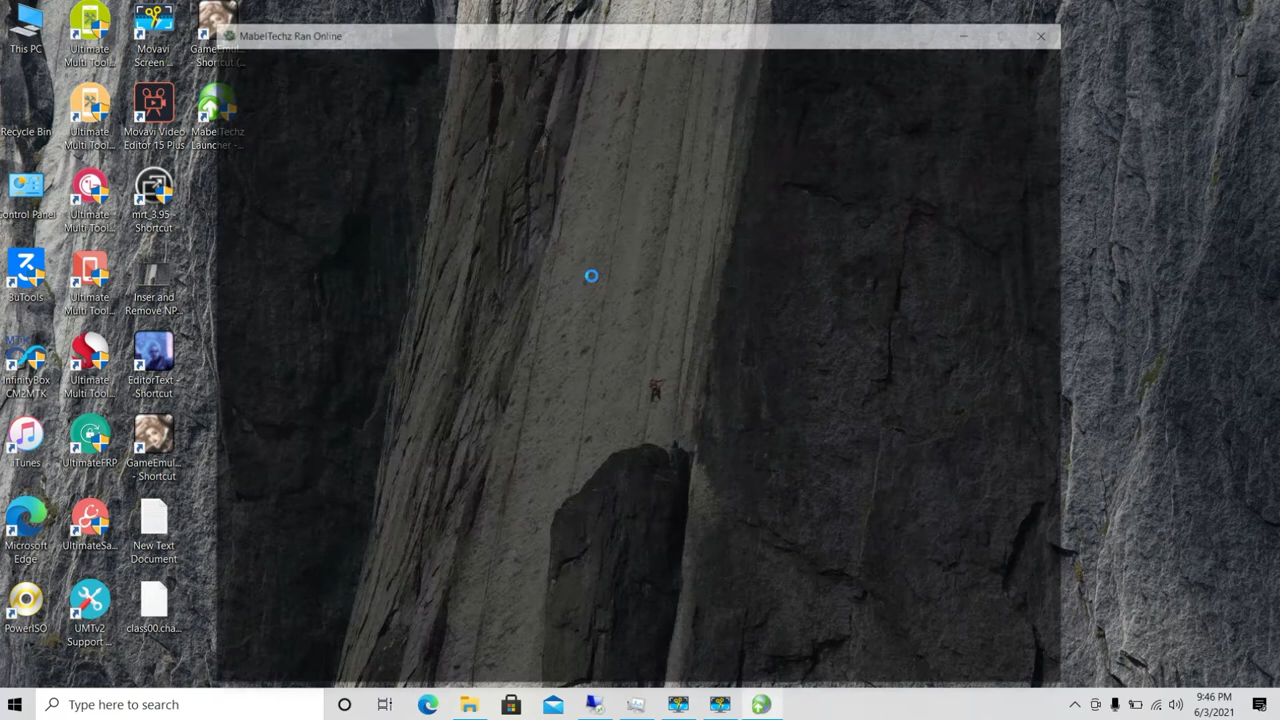 MabelTechz Ran Online
This PC
Ultimate
Multi Tool...
Movavi
Screen ...
GameEmul...
- Shortcut (...
Recycle Bin
Ultimate
Multi Tool...
Movavi Video
Editor 15 Plus
MabelTechz
Launcher -...
Control Panel
Ultimate
Multi Tool...
mrt_3.95 -
Shortcut
3uTools
Ultimate
Multi Tool...
Inser and
Remove NP...
InfinityBox
CM2MTK
Ultimate
Multi Tool...
EditorText -
Shortcut
iTunes
UltimateFRP
GameEmul...
- Shortcut
Microsoft
Edge
UltimateSa...
New Text
Document
PowerISO
UMTv2
Support ...
class00.cha...
Type here to search
9:46 PM
6/3/2021